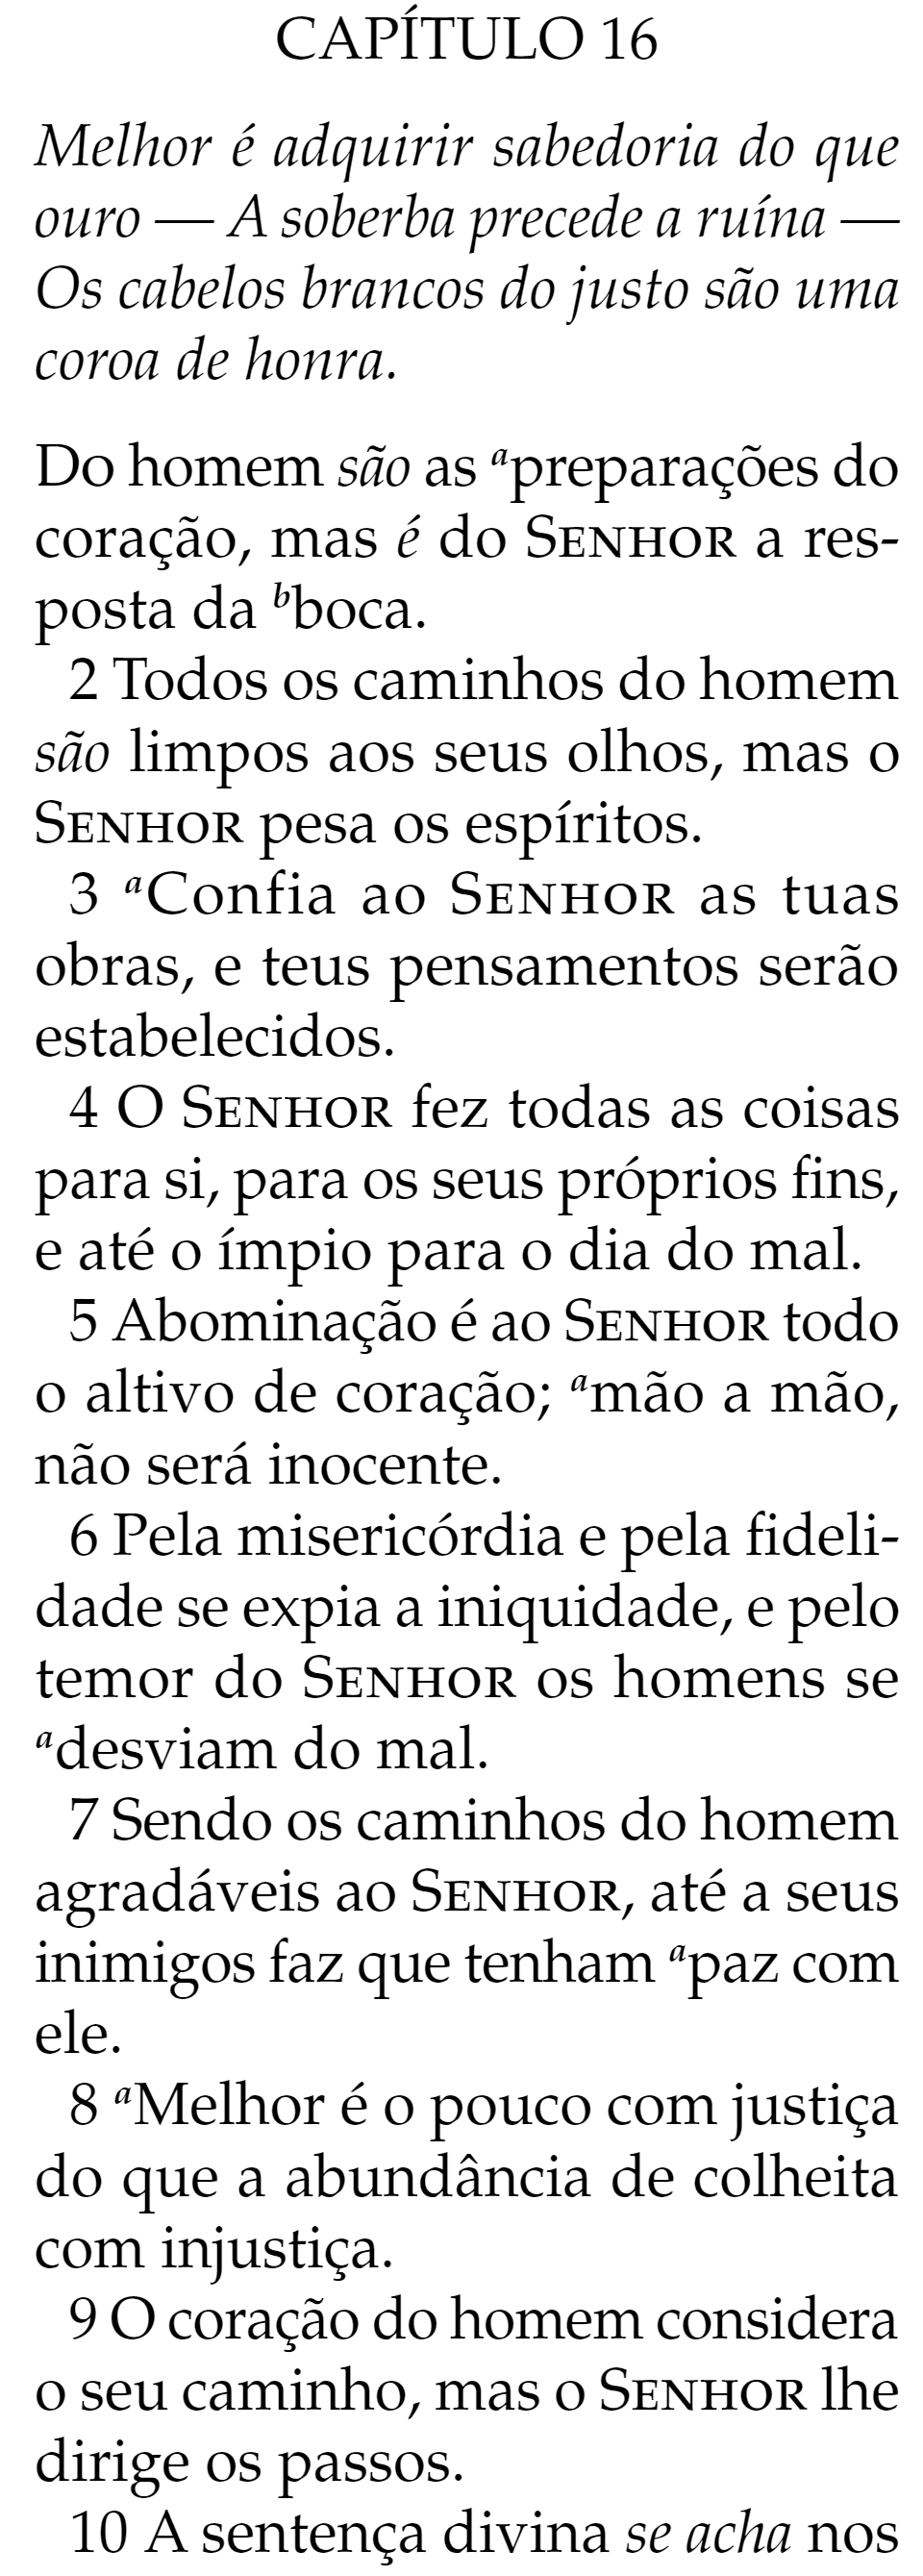 CAPÍTULO 16
Melhor é adquirir sabedoria do que
ouro — A soberba precede a ruína —
Os cabelos brancos do justo são uma
coroa de honra.
Do homem são as ᵃpreparações do
coração, mas é do SENHOR a res-
posta da ᵇboca.
2 Todos os caminhos do homem
são limpos aos seus olhos, mas o
SENHOR pesa os espíritos.
3 ᵃConfia ao SENHOR as tuas
obras, e teus pensamentos serão
estabelecidos.
4 O SENHOR fez todas as coisas
para si, para os seus próprios fins,
e até o ímpio para o dia do mal.
5 Abominação é ao SENHOR todo
o altivo de coração; ᵃmão a mão,
não será inocente.
6 Pela misericórdia e pela fideli-
dade se expia a iniquidade, e pelo
temor do SENHOR os homens se
ᵃdesviam do mal.
7 Sendo os caminhos do homem
agradáveis ao SENHOR, até a seus
inimigos faz que tenham ᵃpaz com
ele.
8 ᵃMelhor é o pouco com justiça
do que a abundância de colheita
com injustiça.
9 O coração do homem considera
o seu caminho, mas o SENHOR lhe
dirige os passos.
10 A sentença divina se acha nos